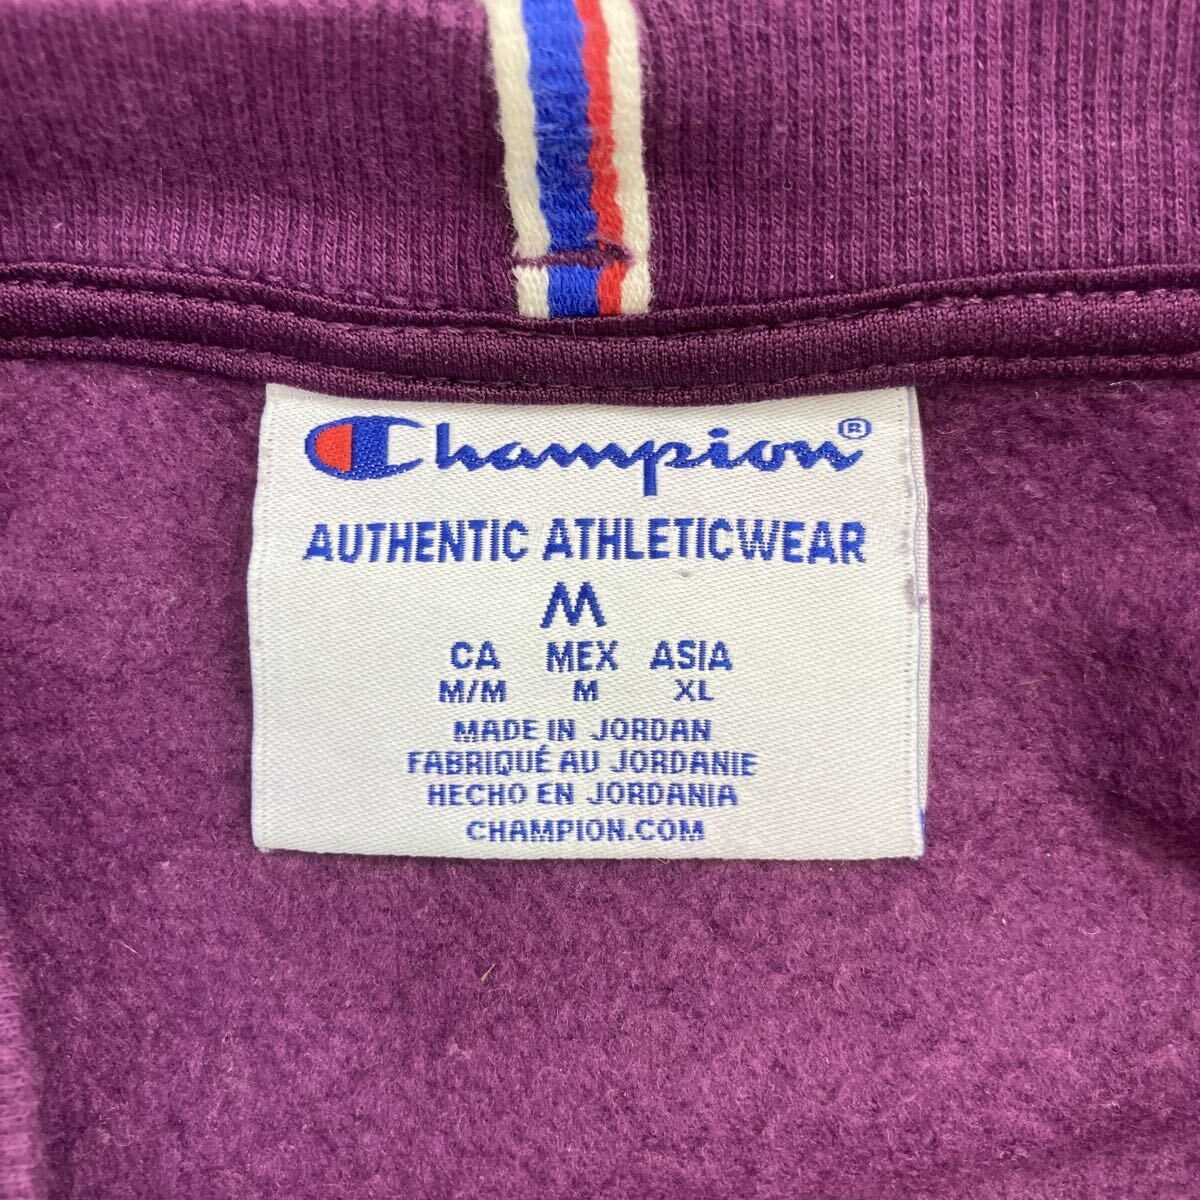 Champion®
AUTHENTIC ATHLETICWEAR
M
CA MEX ASIA
M/M M XL
MADE IN JORDAN
FABRIQUÉ AU JORDANIE
HECHO EN JORDANIA
CHAMPION.COM